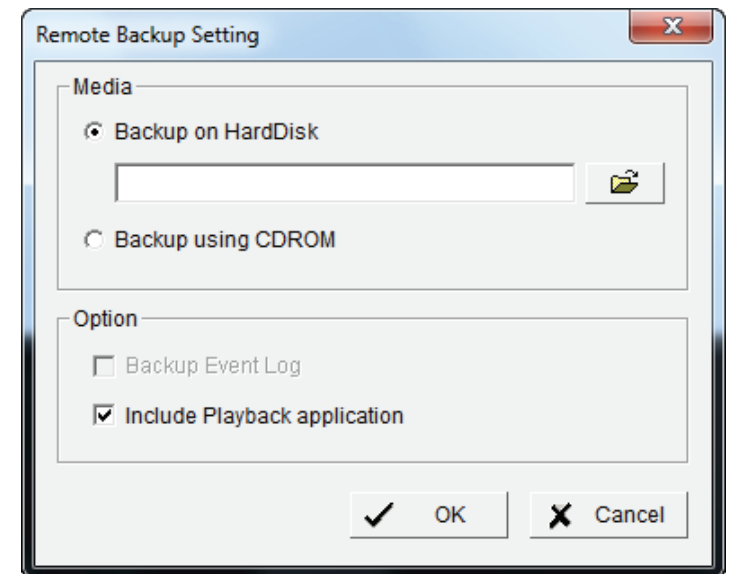 Remote Backup Setting
Media
Backup on HardDisk
Backup using CDROM
Option
Backup Event Log
Include Playback application
OK
Cancel